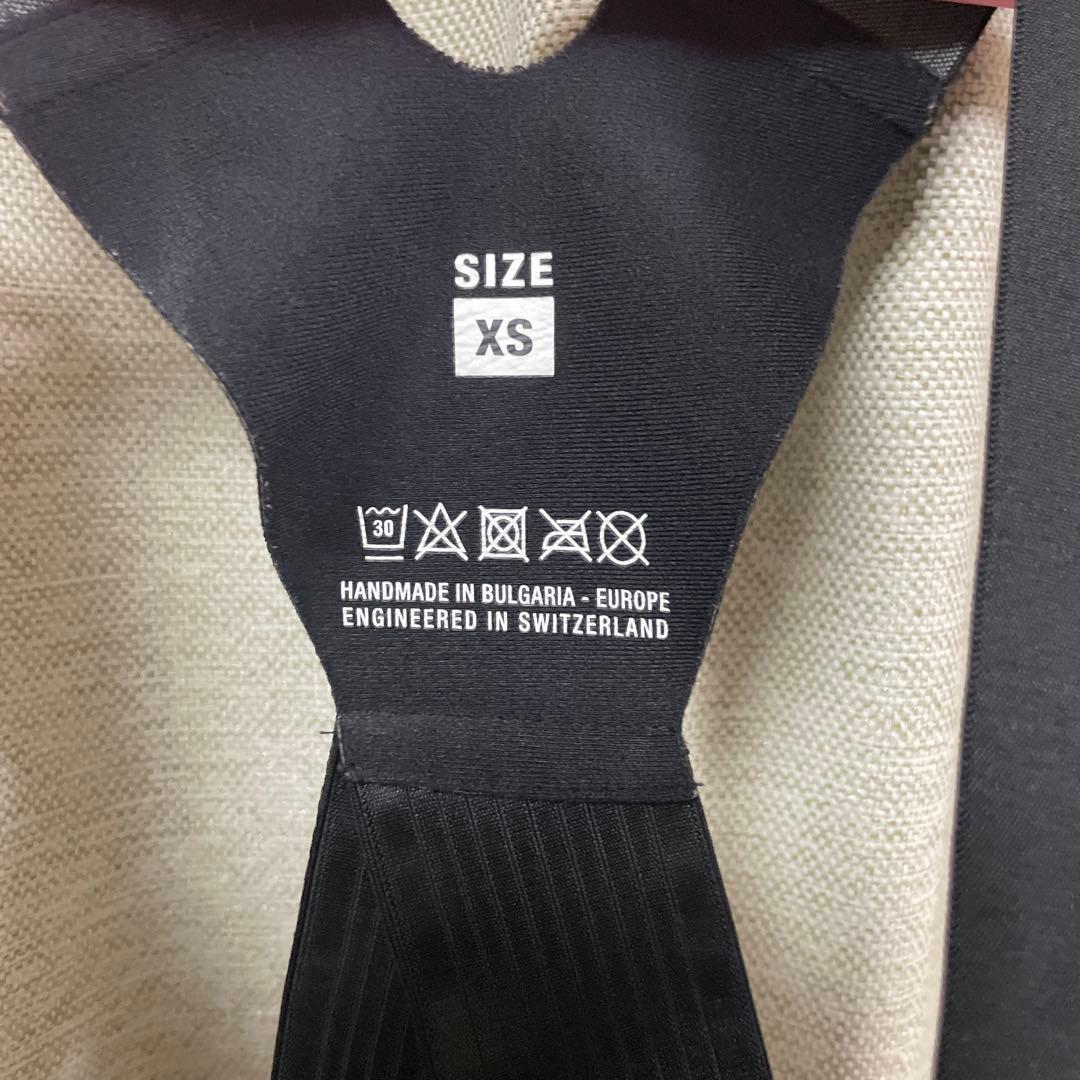 SIZE
XS
30
HANDMADE IN BULGARIA - EUROPE
ENGINEERED IN SWITZERLAND